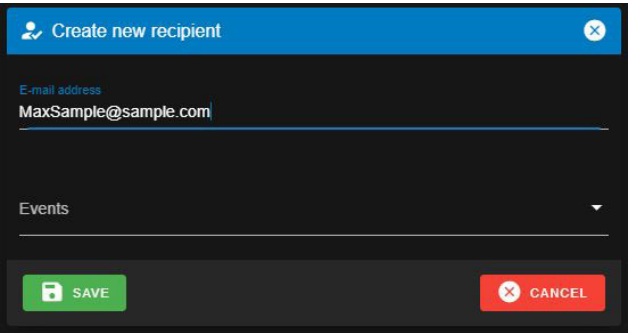 Create new recipient
E-mail address
MaxSample@sample.com
Events
SAVE
CANCEL